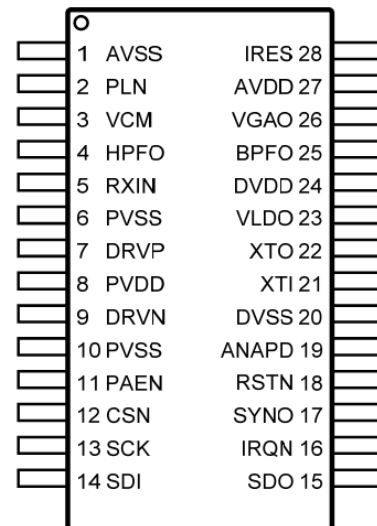 1 AVSS IRES 28
2 PLN AVDD 27
3 VCM VGAO 26
4 HPFO BPFO 25
5 RXIN DVDD 24
6 PVSS VLDO 23
7 DRVP XTO 22
8 PVDD XTI 21
9 DRVN DVSS 20
10 PVSS ANAPD 19
11 PAEN RSTN 18
12 CSN SYNO 17
13 SCK IRQN 16
14 SDI SDO 15